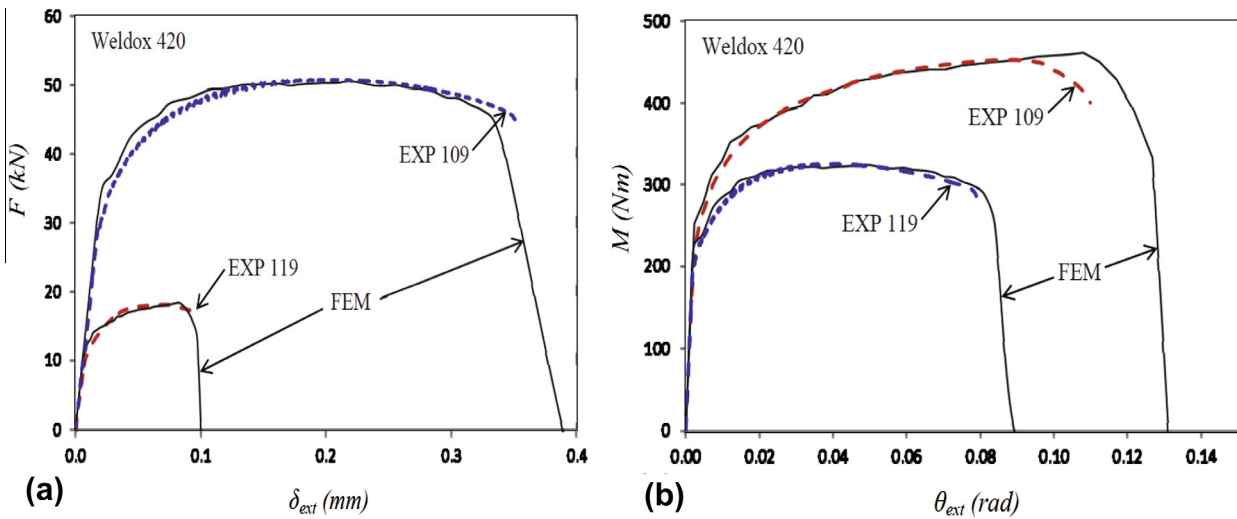 60
50
40
30
20
10
0
F (kN)
Weldox 420
EXP 109
EXP 119
FEM
0.0 0.1 0.2 0.3 0.4
(a)
δext (mm)
500
400
300
200
100
0
M (Nm)
Weldox 420
EXP 109
EXP 119
FEM
0.00 0.02 0.04 0.06 0.08 0.10 0.12 0.14
(b)
θext (rad)